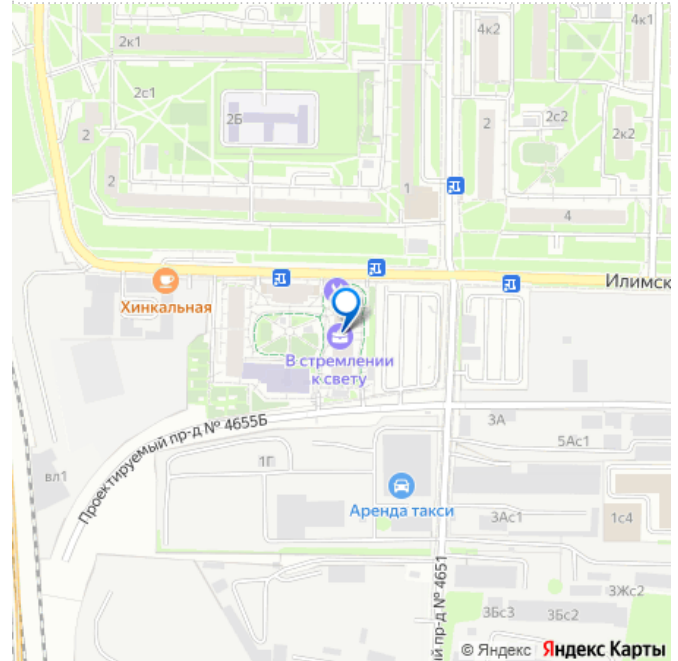 2к1
4к2
4к1
2с1
2Б
2
2
2с2
2к2
2
1
4
Илимск
Хинкальная
В стремлении
к свету
Проектируемый пр-д № 4655Б
3А
5Ас1
1Г
вл1
Аренда такси
3Ас1
1с4
ый пр-д № 4651
3Жс2
3Бс3
3Бс2
© Яндекс Яндекс Карты